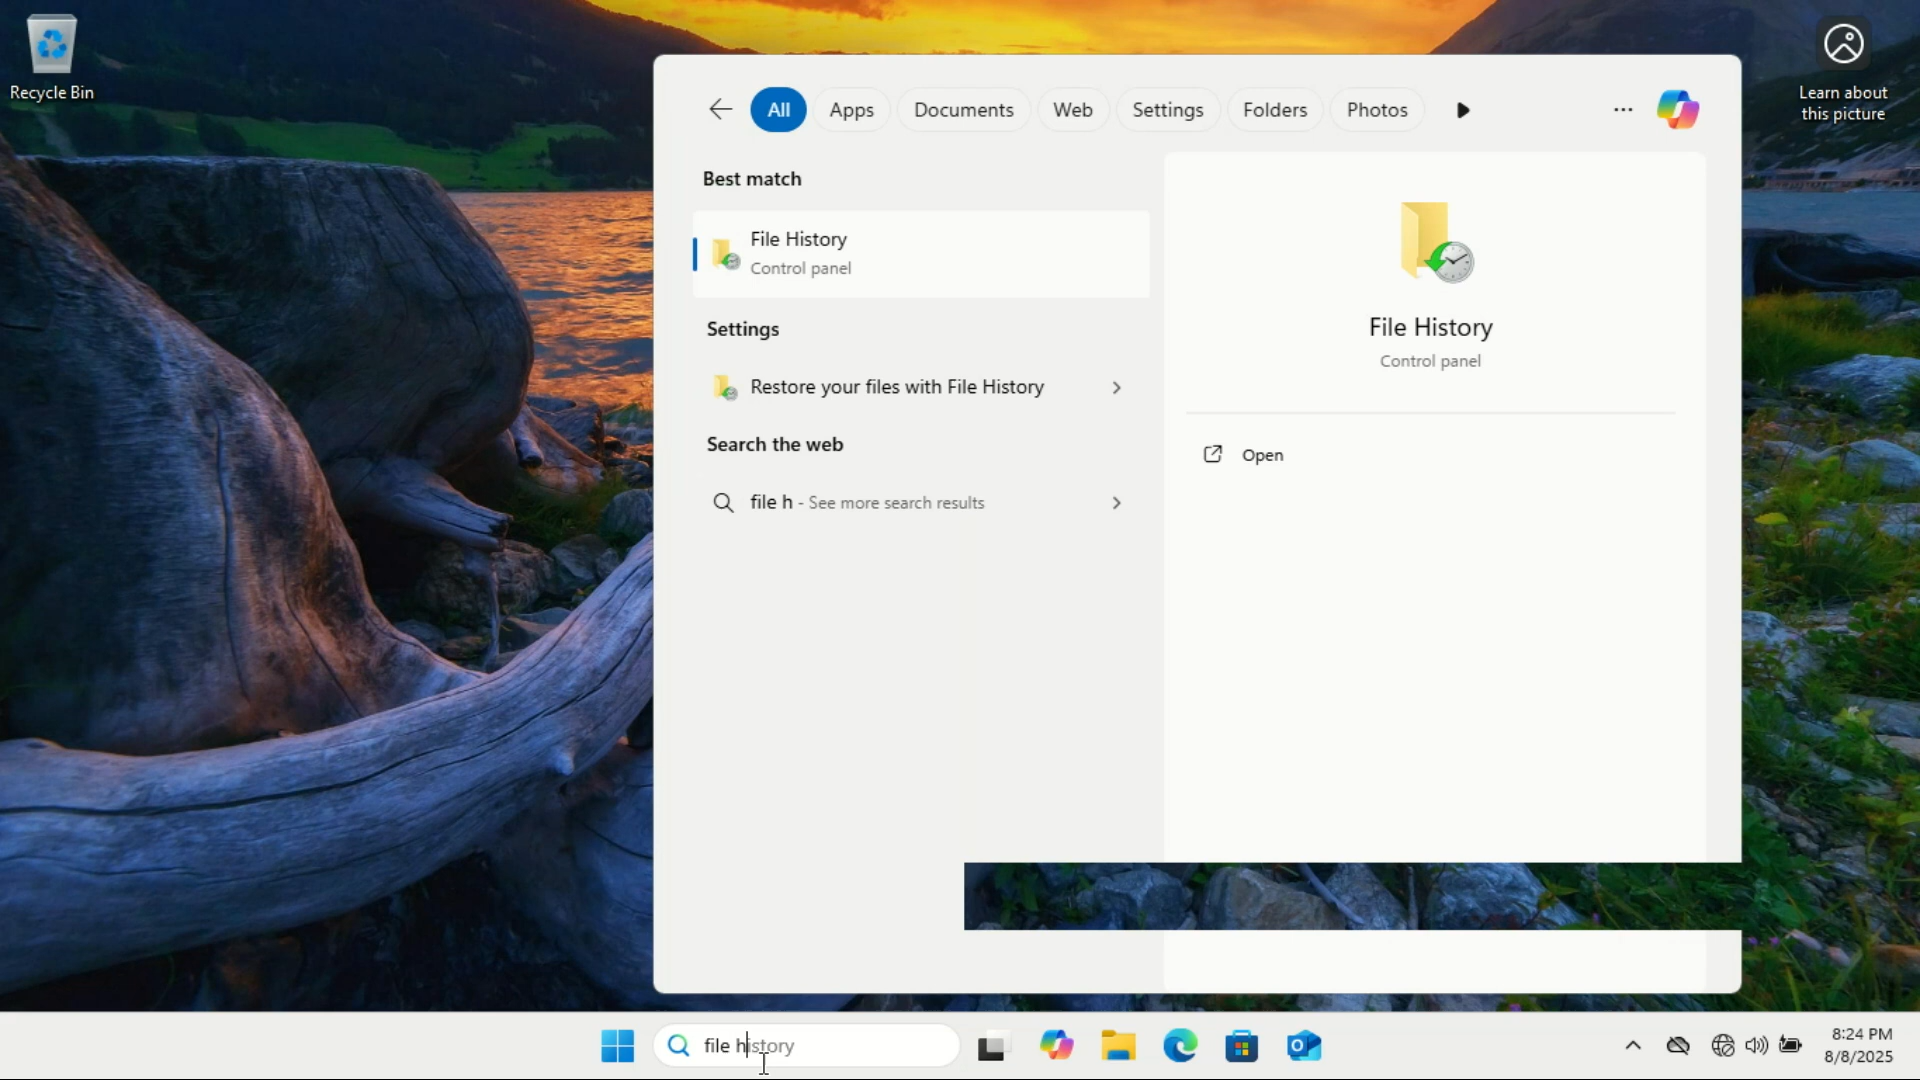 Recycle Bin
Learn about
this picture
All
Apps
Documents
Web
Settings
Folders
Photos
Best match
File History
Control panel
Settings
Restore your files with File History
Search the web
file h - See more search results
File History
Control panel
Open
file history
8:24 PM
8/8/2025